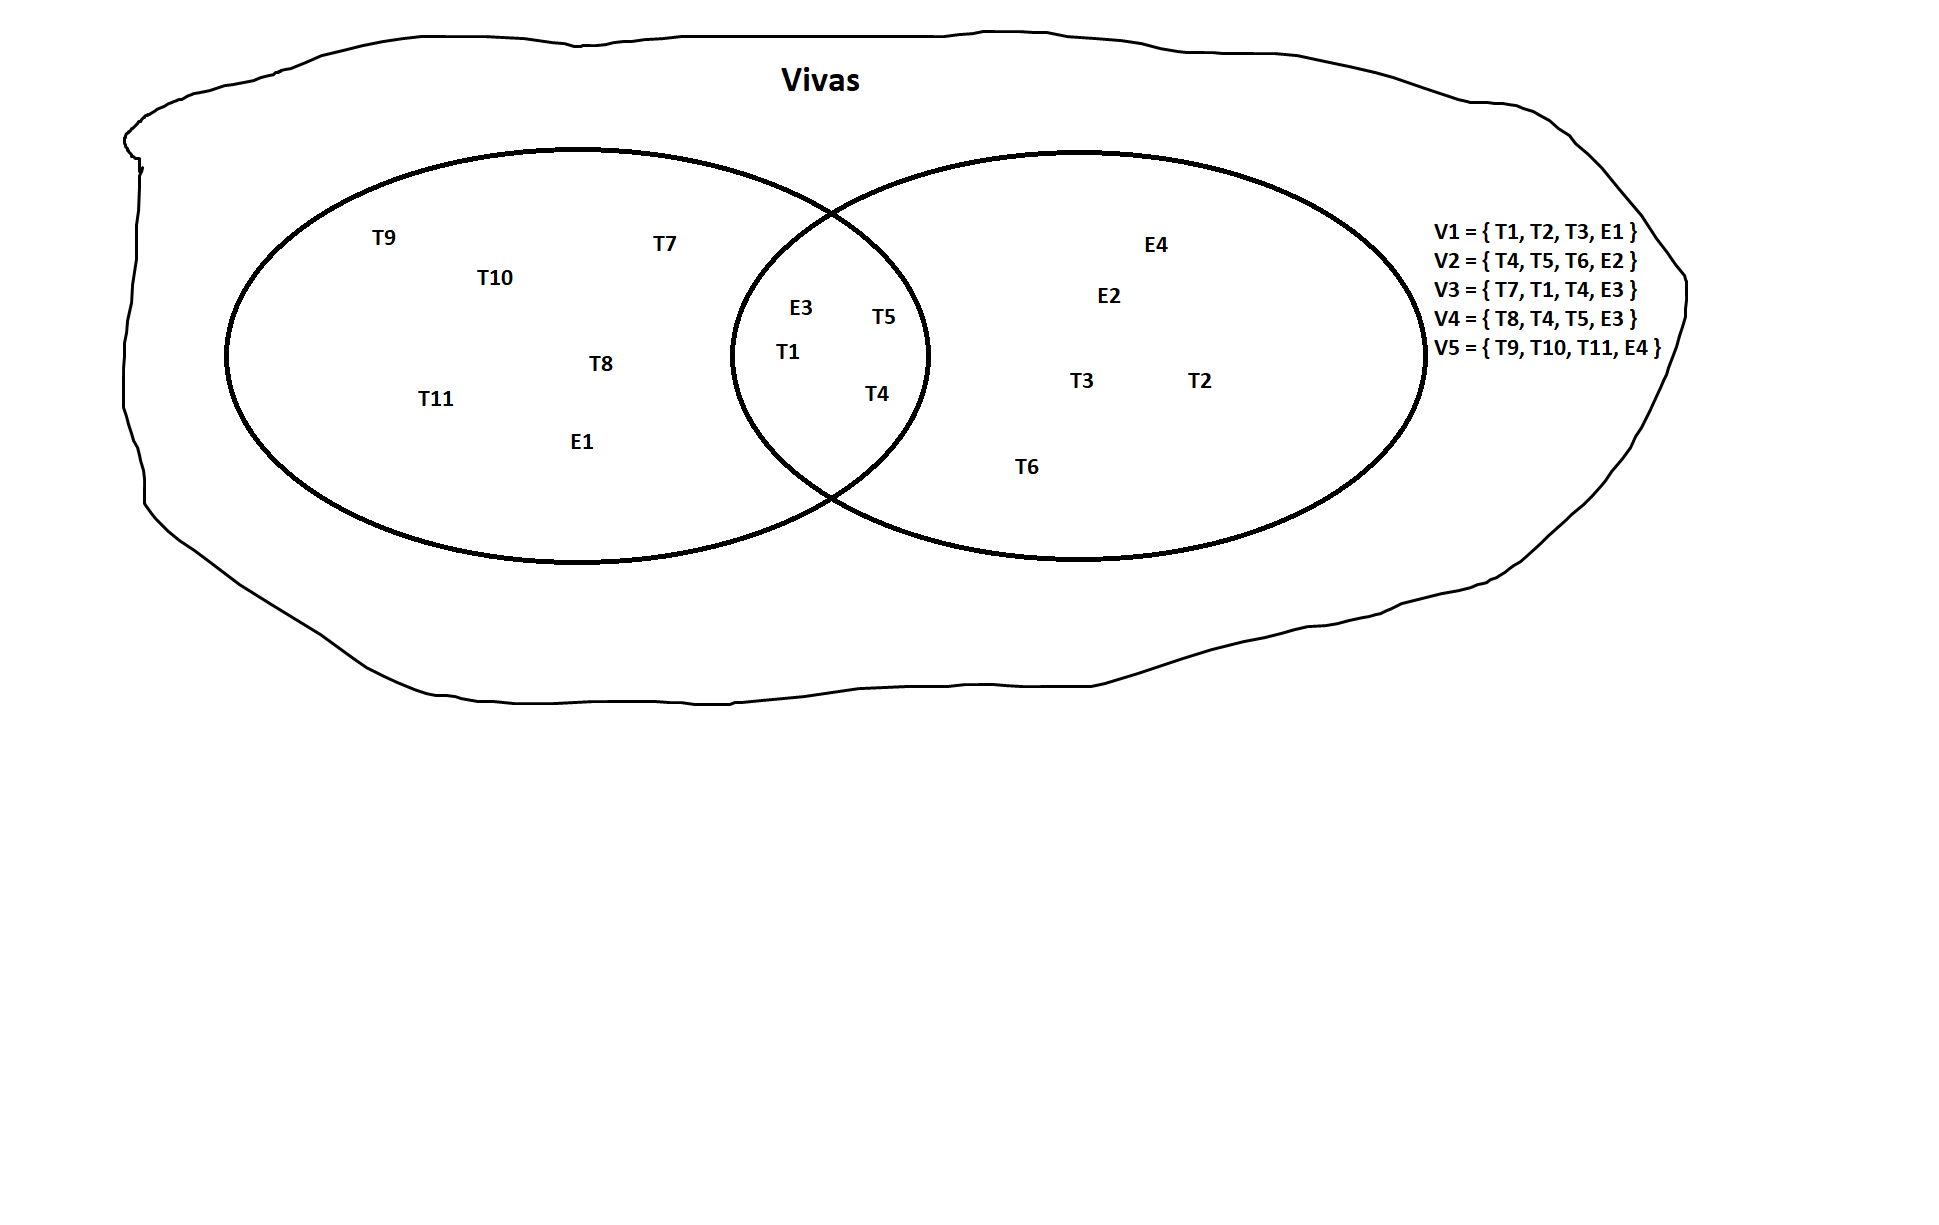 Vivas
T9
T7
T10
E3
T5
T1
T8
T4
T11
E1
E4
E2
T3
T2
T6
V1 = { T1, T2, T3, E1 }
V2 = { T4, T5, T6, E2 }
V3 = { T7, T1, T4, E3 }
V4 = { T8, T4, T5, E3 }
V5 = { T9, T10, T11, E4 }